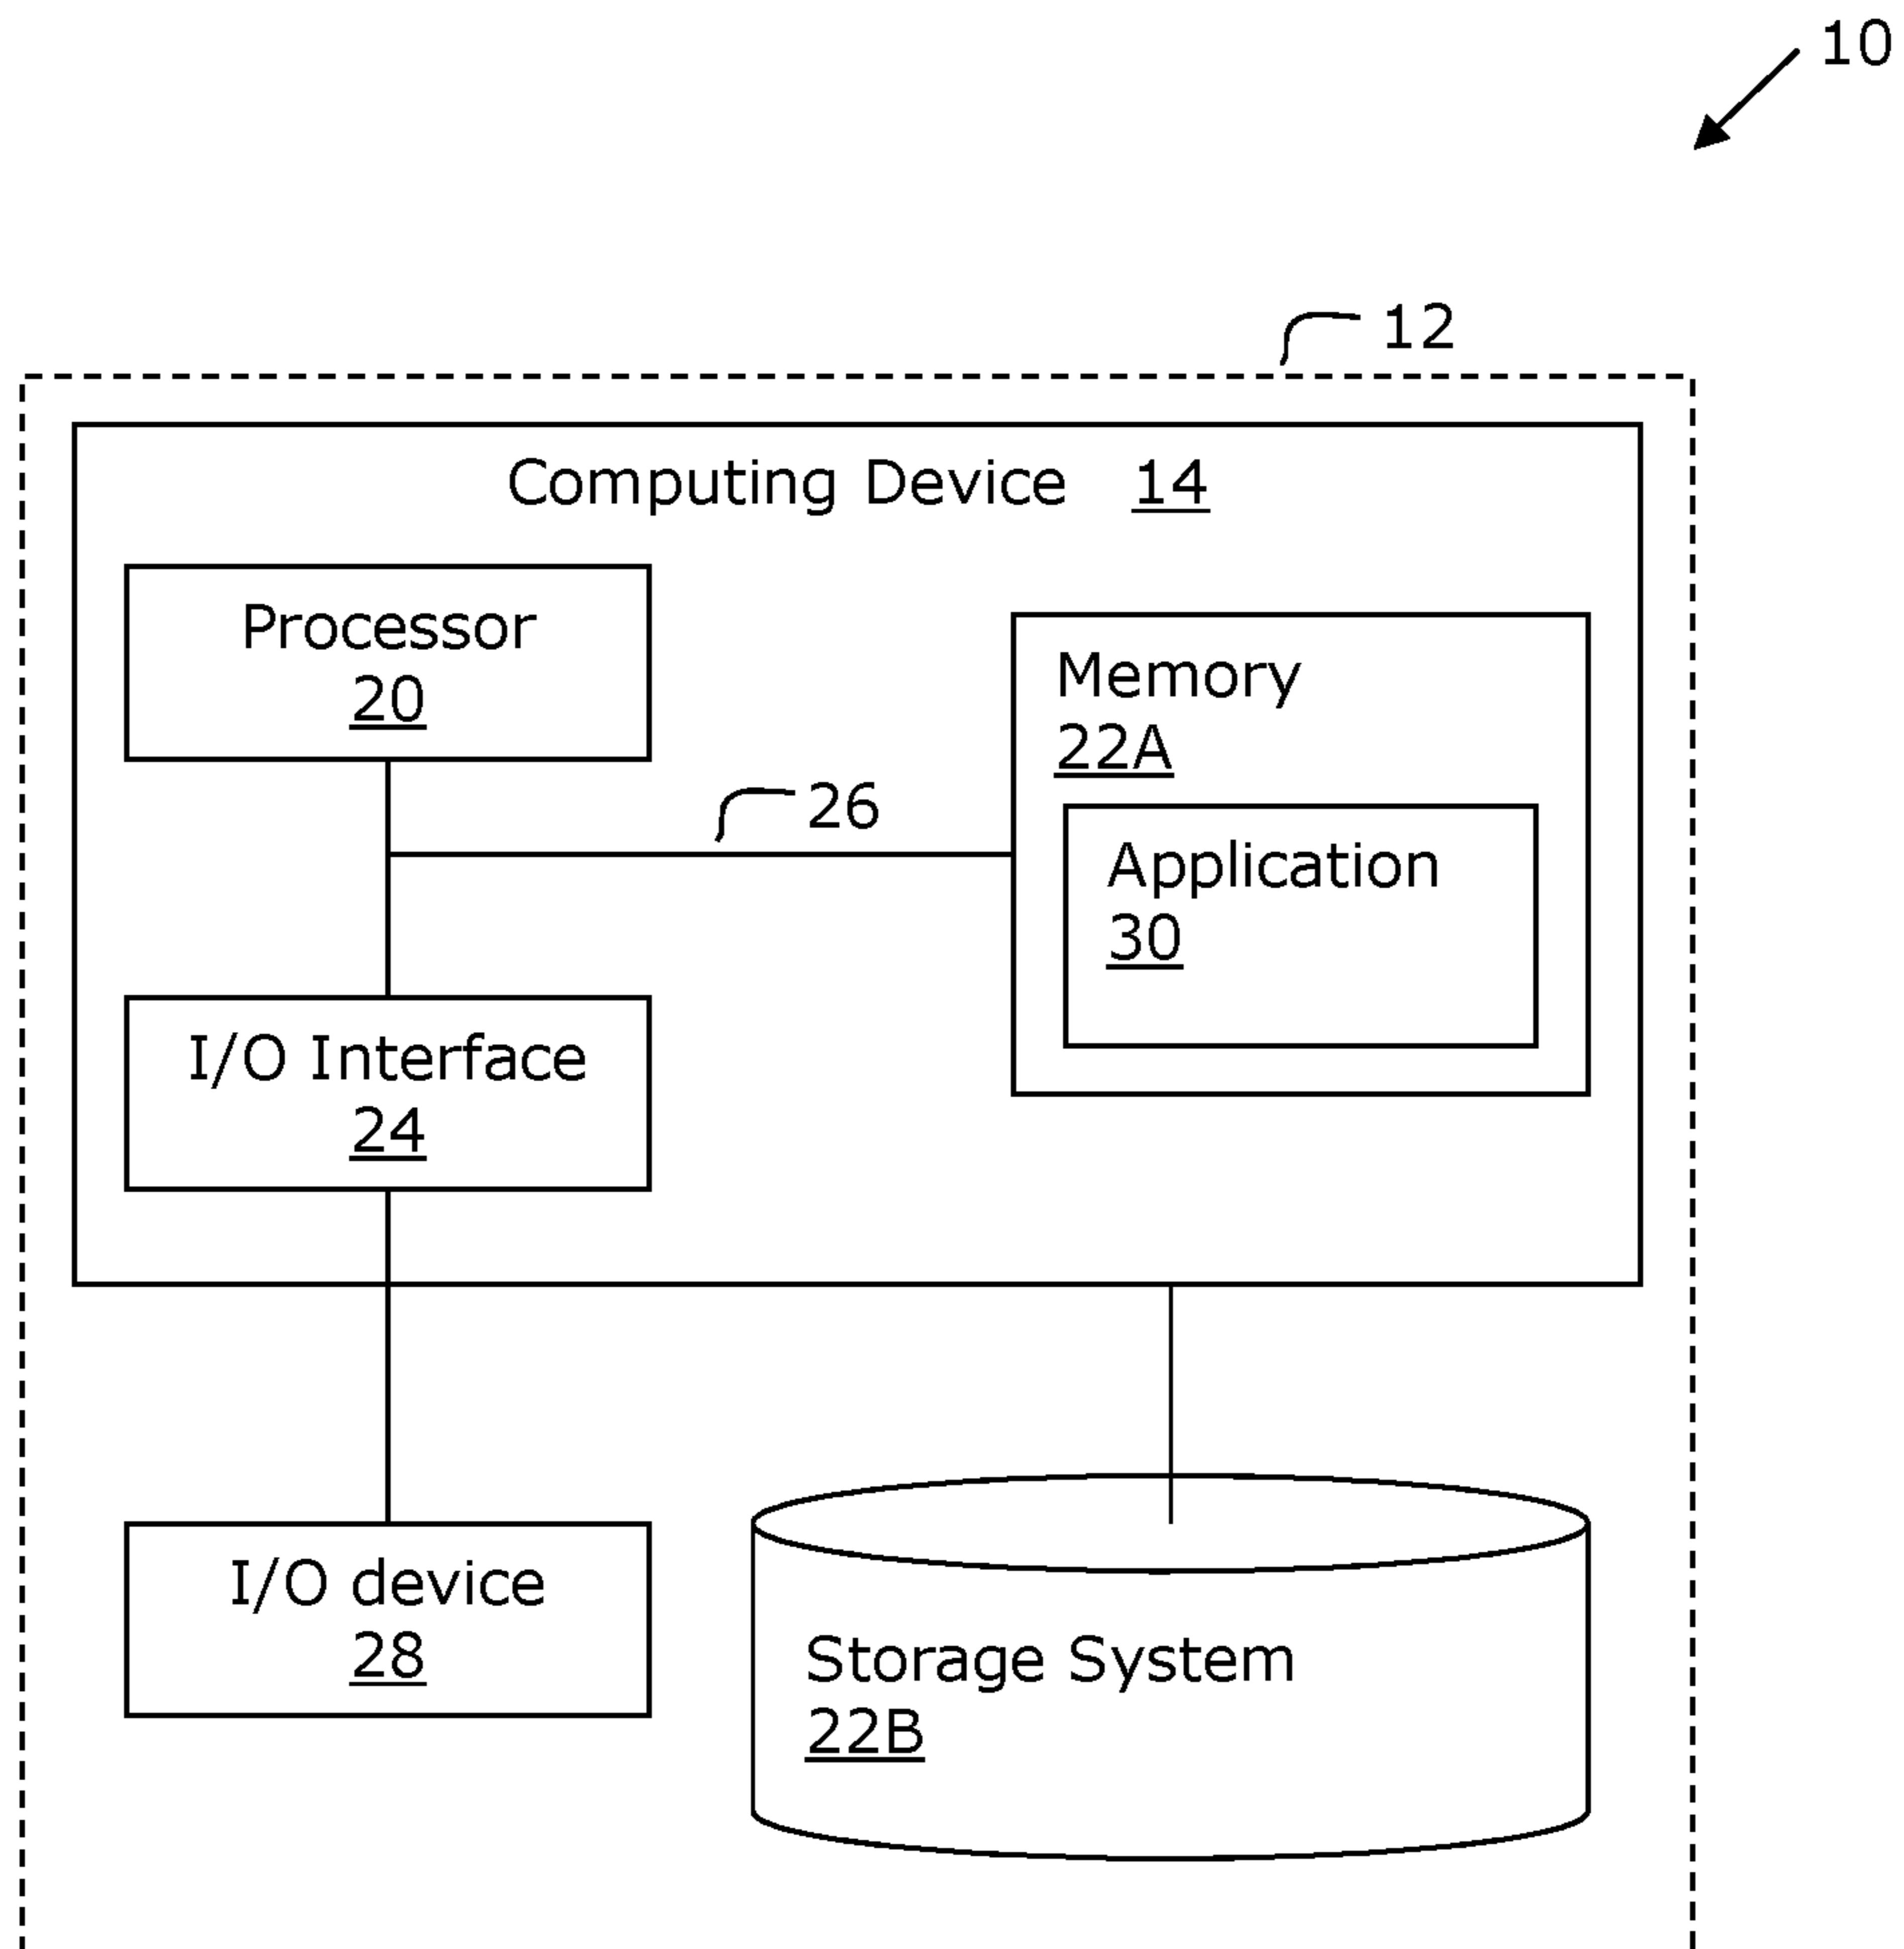 10
12
Computing Device 14
Processor
20
Memory
22A
26
Application
30
I/O Interface
24
I/O device
28
Storage System
22B